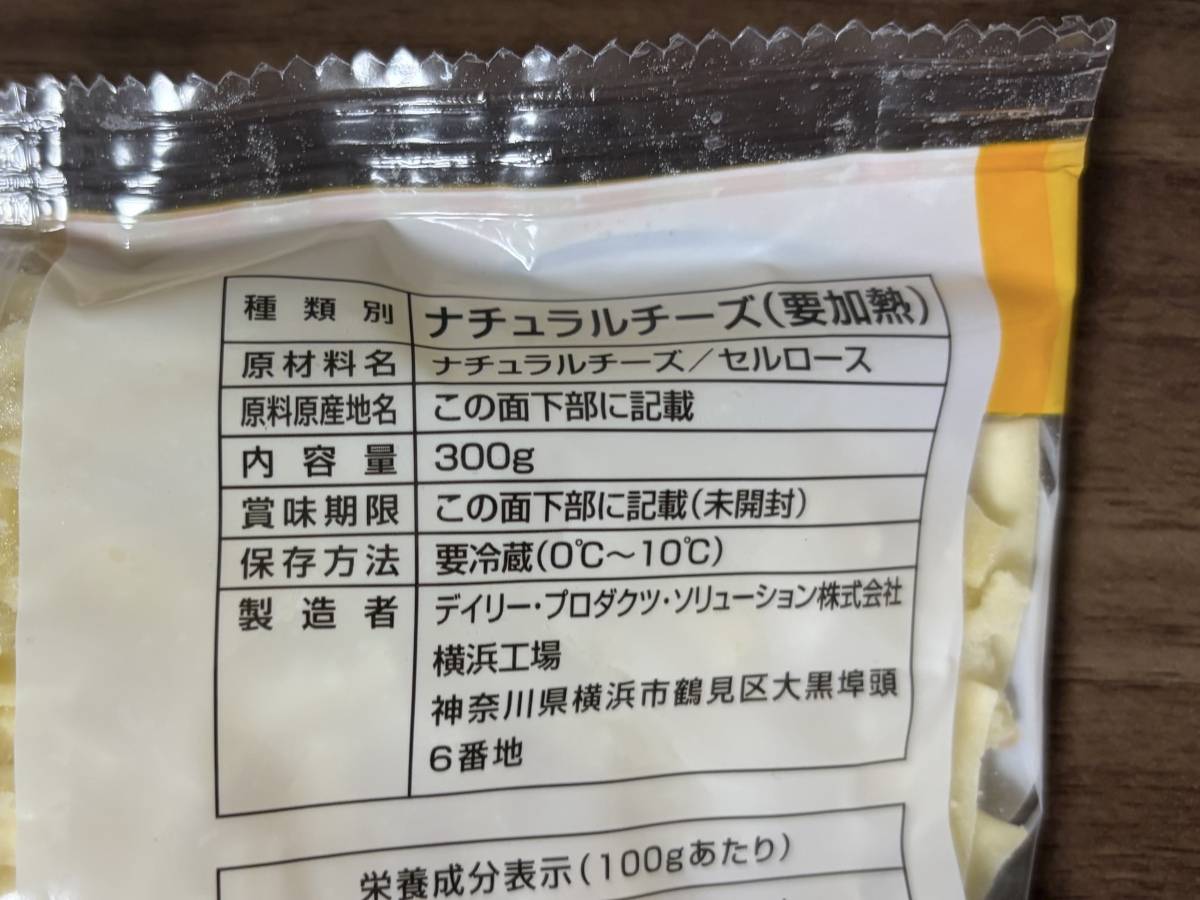 種類別 ナチュラルチーズ(要加熱)
原材料名 ナチュラルチーズ／セルロース
原料原産地名 この面下部に記載
内容量 300g
賞味期限 この面下部に記載(未開封)
保存方法 要冷蔵(0℃〜10℃)
製造者 デイリー・プロダクツ・ソリューション株式会社
横浜工場
神奈川県横浜市鶴見区大黒埠頭
6番地
栄養成分表示(100gあたり)